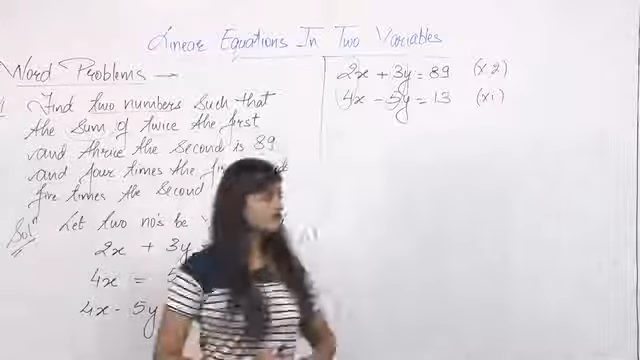 Linear Equations In Two Variables
Word Problems →
Find two numbers such that
the sum of twice the first
and thrice the second is 89
and four times the
five times the second
Solⁿ Let two no's be
2x + 3y
4x =
4x - 5y
2x + 3y = 89 (x2)
4x - 5y = 13 (x1)